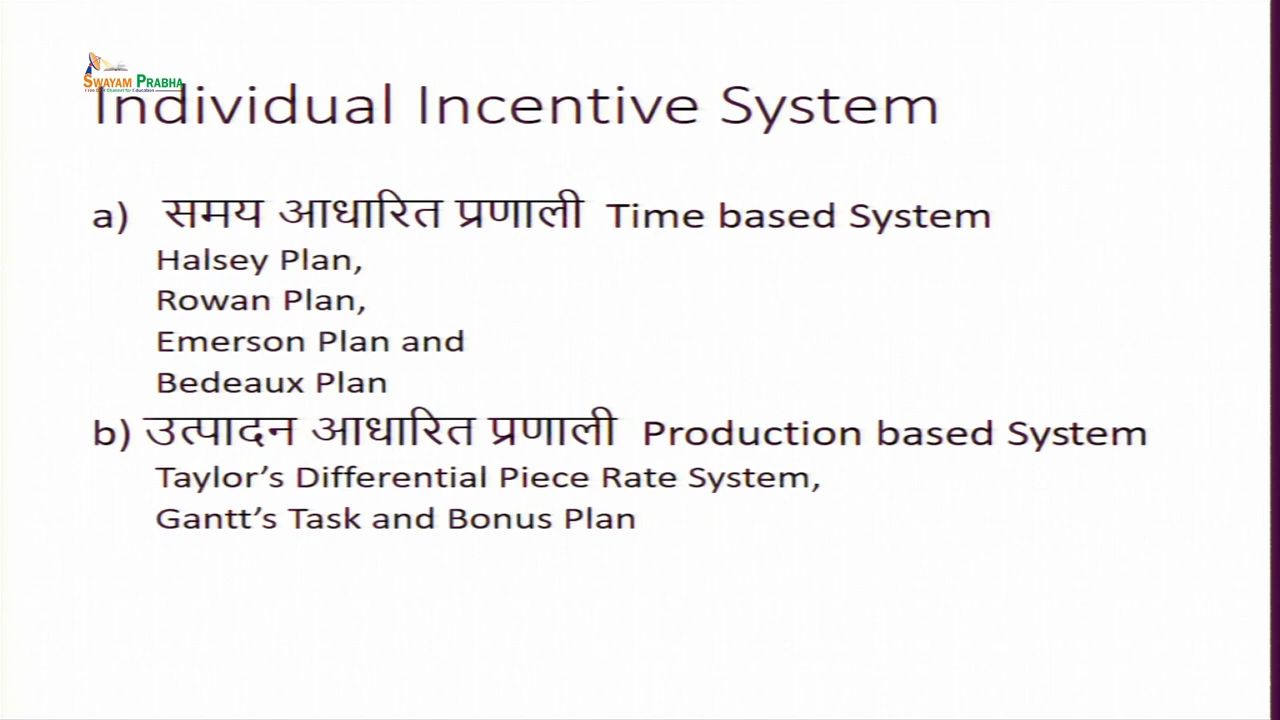 SWAYAM PRABHA
Individual Incentive System
a) समय आधारित प्रणाली Time based System
Halsey Plan,
Rowan Plan,
Emerson Plan and
Bedeaux Plan
b) उत्पादन आधारित प्रणाली Production based System
Taylor’s Differential Piece Rate System,
Gantt’s Task and Bonus Plan